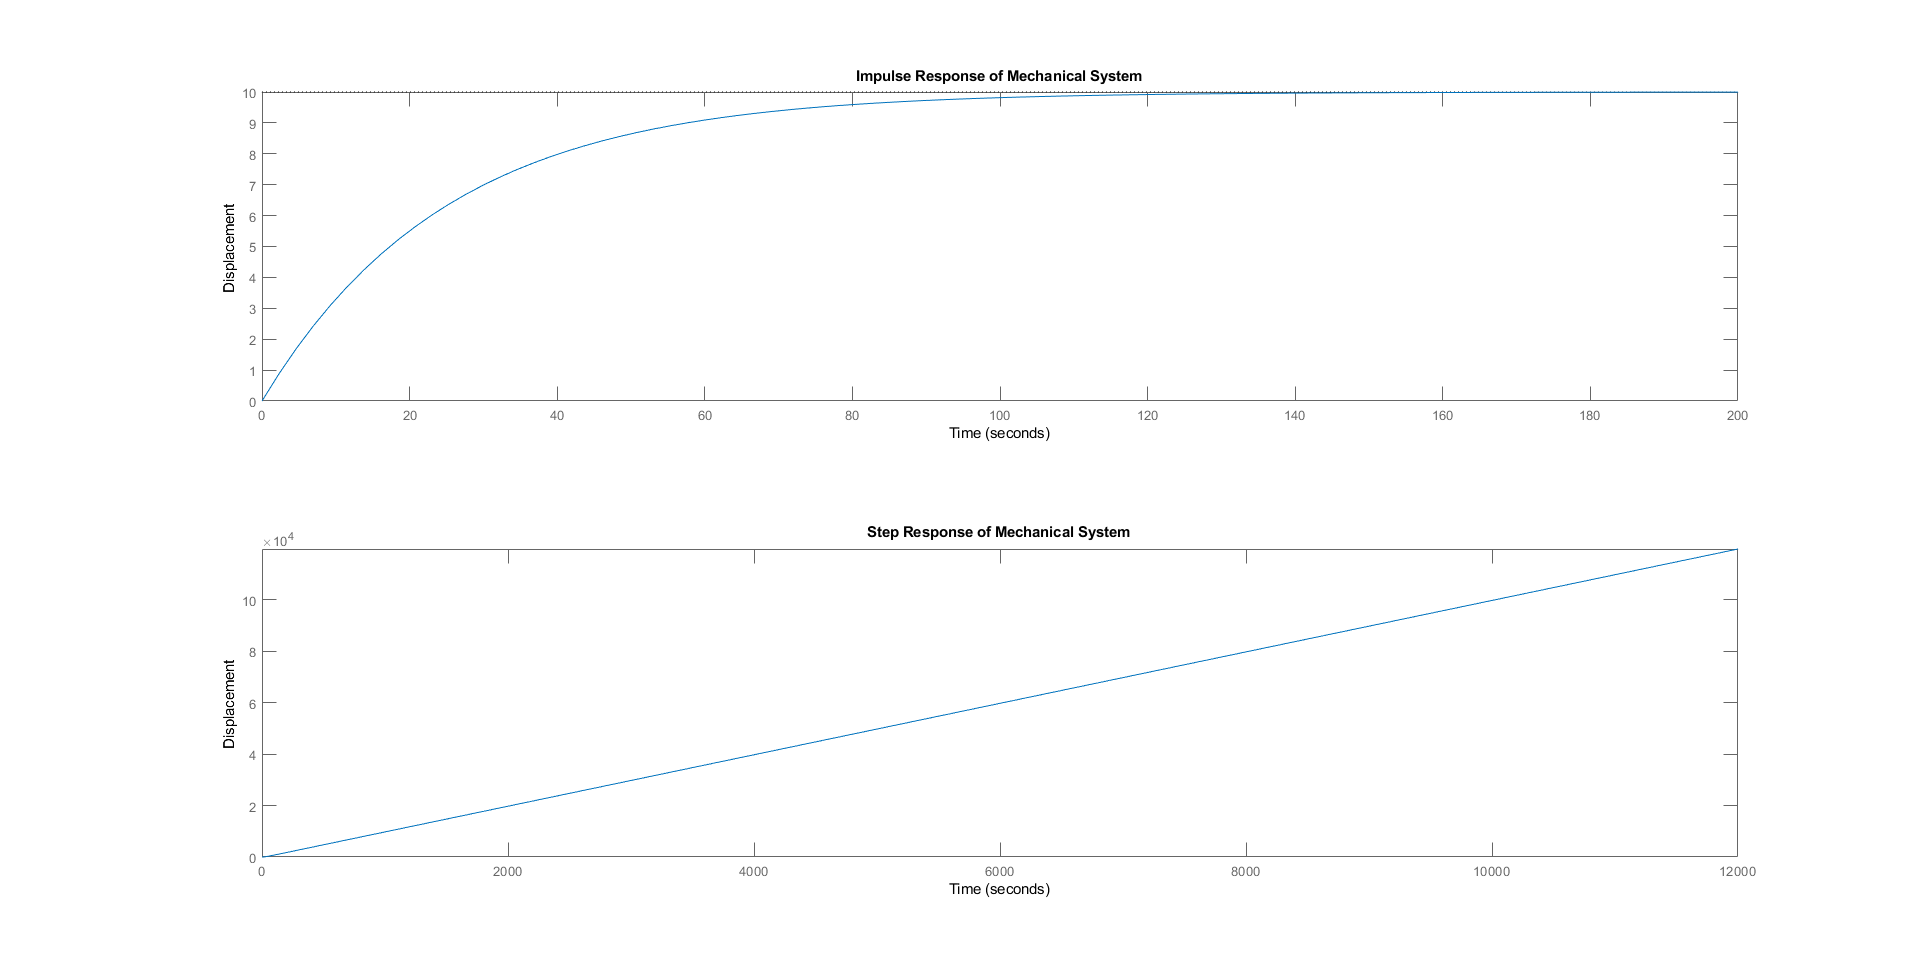 Impulse Response of Mechanical System
10
9
8
7
6
5
4
3
2
1
0
Displacement
0 20 40 60 80 100 120 140 160 180 200
Time (seconds)
Step Response of Mechanical System
×10^4
10
8
6
4
2
0
Displacement
0 2000 4000 6000 8000 10000 12000
Time (seconds)